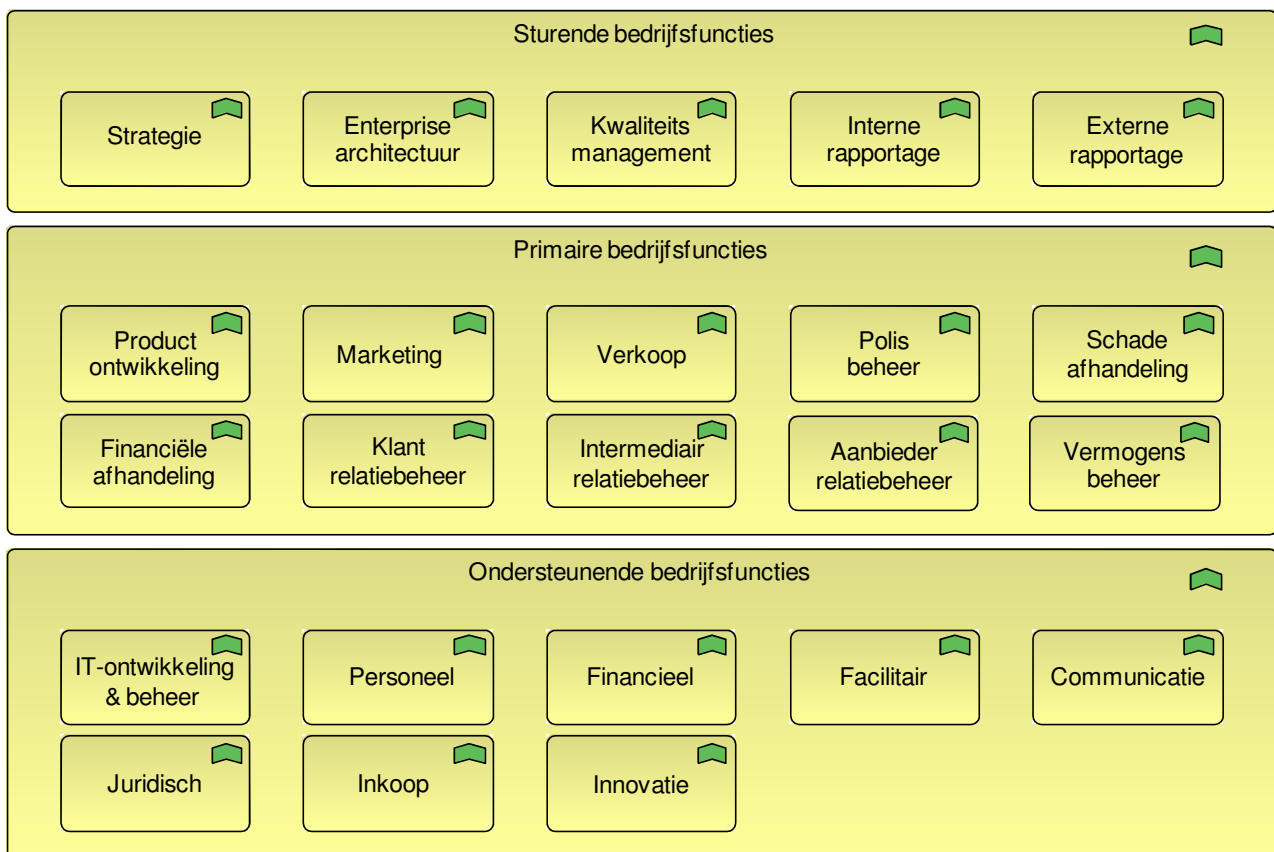 Sturende bedrijfsfuncties
Strategie
Enterprise
architectuur
Kwaliteits
management
Interne
rapportage
Externe
rapportage
Primaire bedrijfsfuncties
Product
ontwikkeling
Marketing
Verkoop
Polis
beheer
Schade
afhandeling
Financiële
afhandeling
Klant
relatiebeheer
Intermediair
relatiebeheer
Aanbieder
relatiebeheer
Vermogens
beheer
Ondersteunende bedrijfsfuncties
IT-ontwikkeling
& beheer
Personeel
Financieel
Facilitair
Communicatie
Juridisch
Inkoop
Innovatie